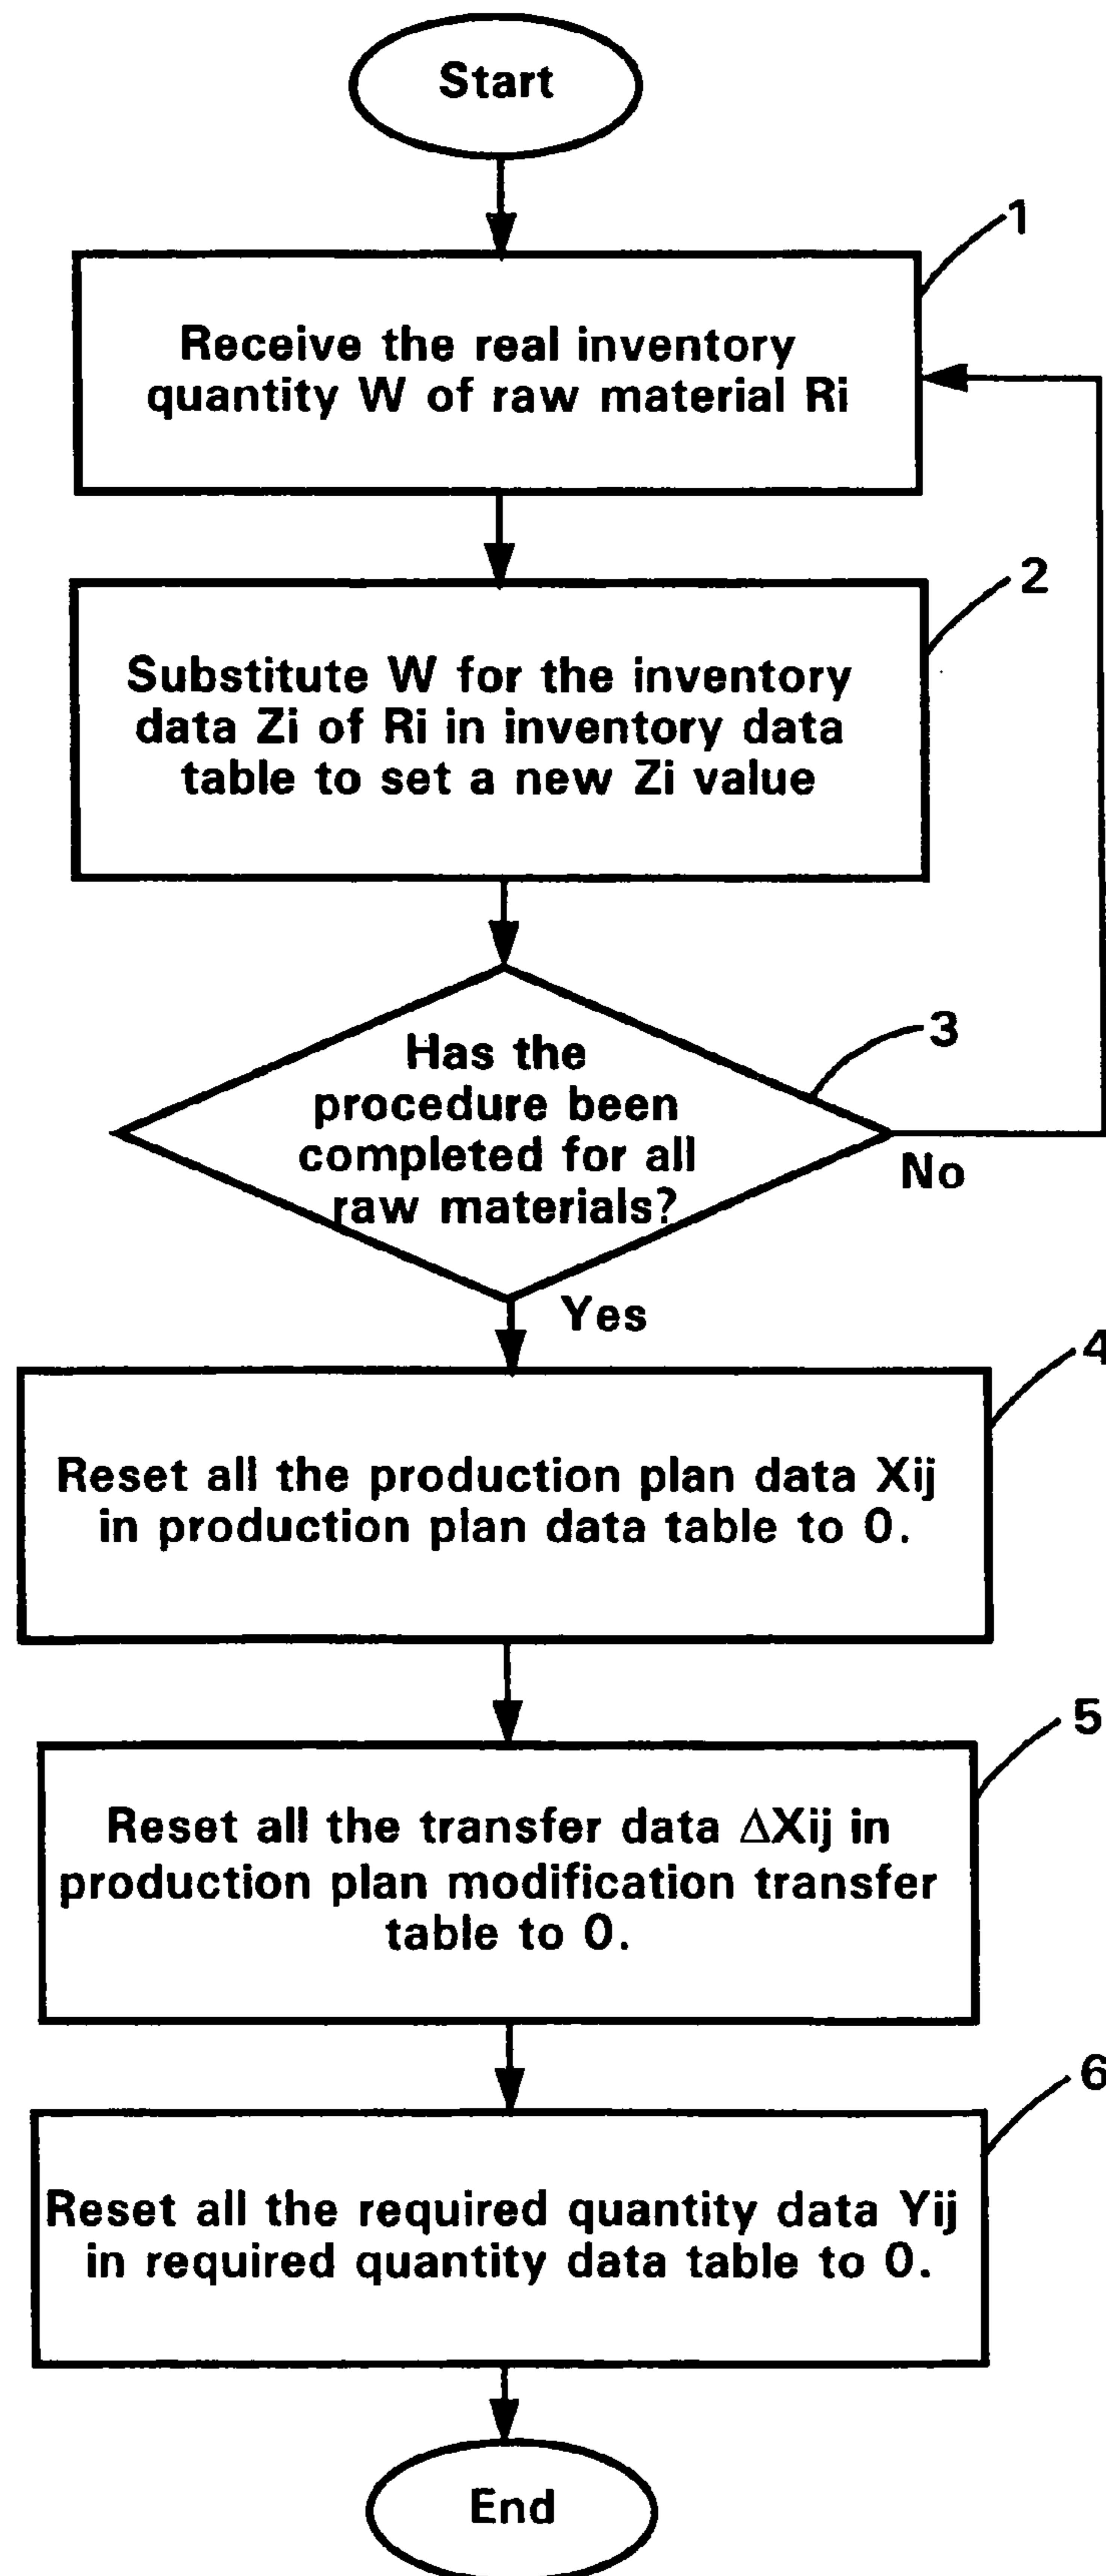 Start
1
Receive the real inventory
quantity W of raw material Ri
2
Substitute W for the inventory
data Zi of Ri in inventory data
table to set a new Zi value
3
Has the
procedure been
completed for all
raw materials?
No
Yes
4
Reset all the production plan data Xij
in production plan data table to 0.
5
Reset all the transfer data ΔXij in
production plan modification transfer
table to 0.
6
Reset all the required quantity data Yij
in required quantity data table to 0.
End